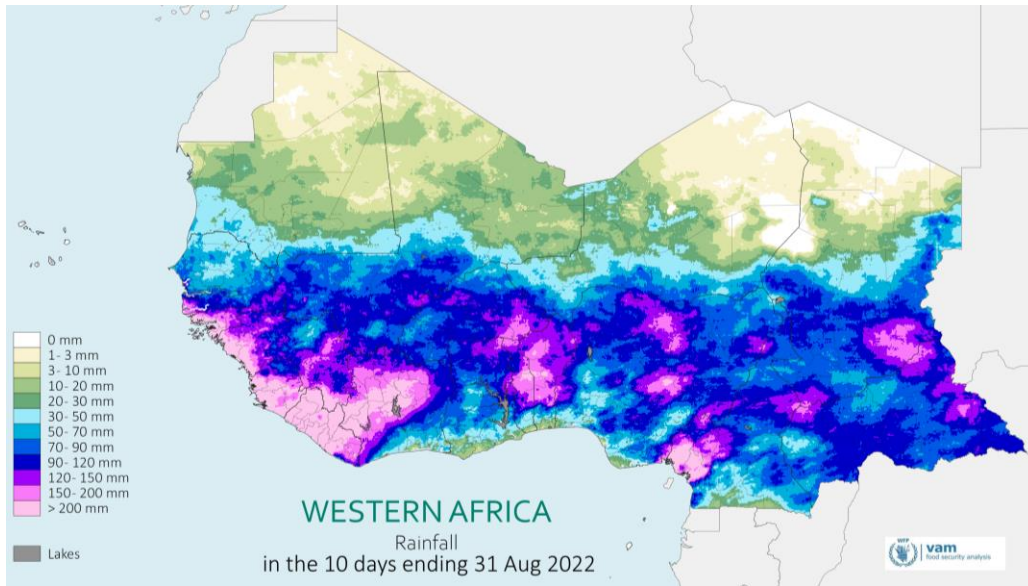 0 mm
1- 3 mm
3- 10 mm
10- 20 mm
20- 30 mm
30- 50 mm
50- 70 mm
70- 90 mm
90- 120 mm
120- 150 mm
150- 200 mm
> 200 mm
Lakes
WESTERN AFRICA
Rainfall
in the 10 days ending 31 Aug 2022
WFP
vam
food security analysis